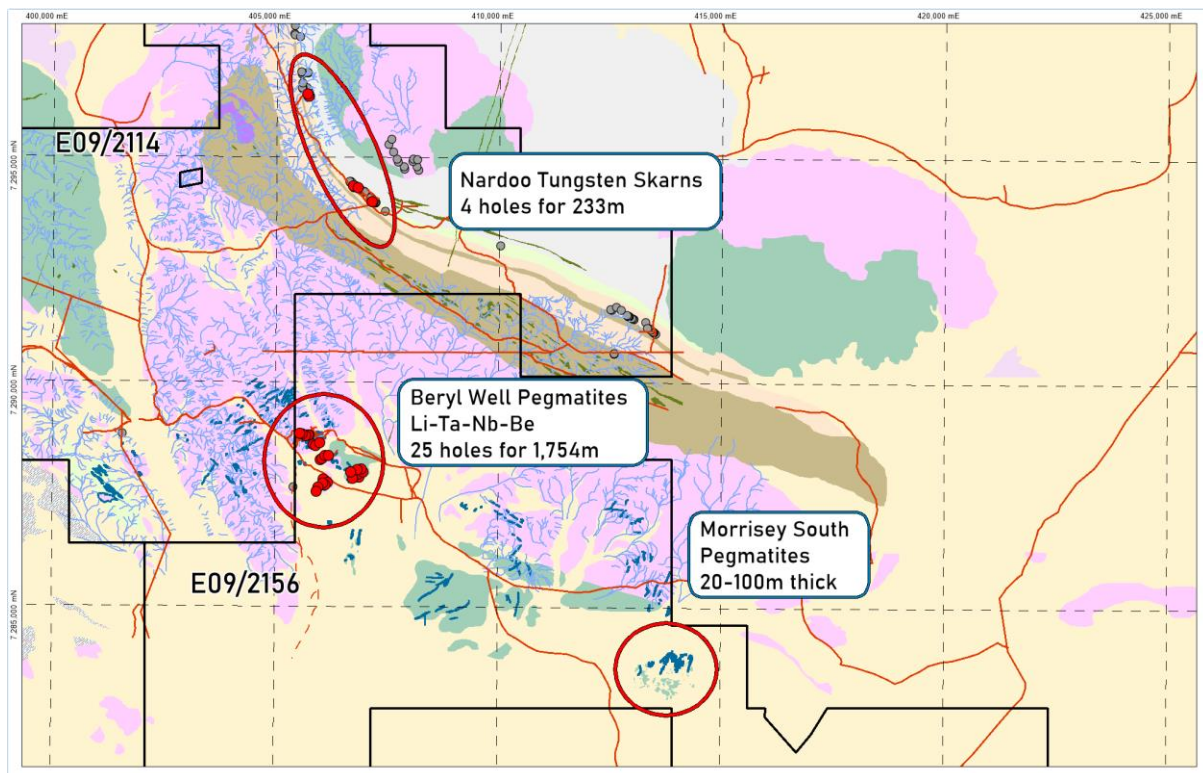 400,000 mE
405,000 mE
410,000 mE
415,000 mE
420,000 mE
425,000 mE
7,295,000 mN
7,290,000 mN
7,285,000 mN
E09/2114
Nardoo Tungsten Skarns
4 holes for 233m
Beryl Well Pegmatites
Li-Ta-Nb-Be
25 holes for 1,754m
Morrisey South
Pegmatites
20-100m thick
E09/2156